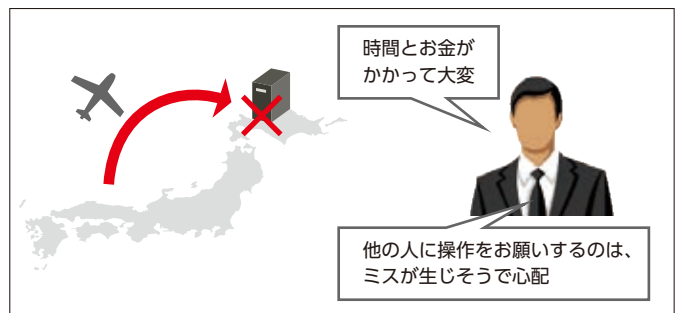 時間とお金が
かかって大変
他の人に操作をお願いするのは、
ミスが生じそうで心配